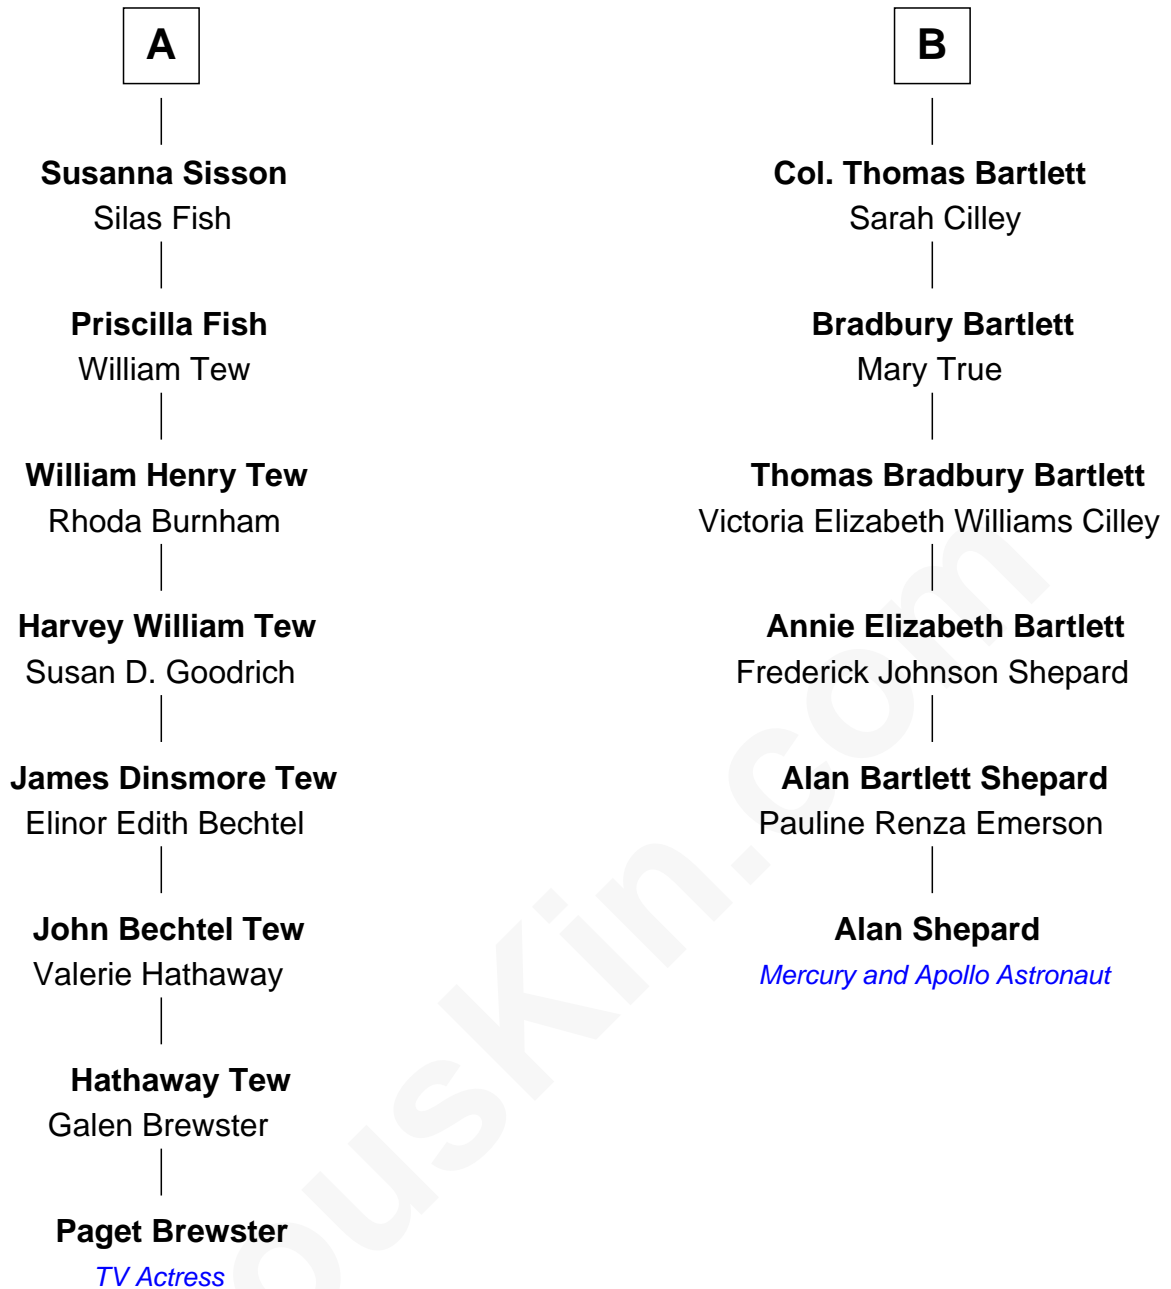 A
Susanna Sisson
Silas Fish
Priscilla Fish
William Tew
William Henry Tew
Rhoda Burnham
Harvey William Tew
Susan D. Goodrich
James Dinsmore Tew
Elinor Edith Bechtel
John Bechtel Tew
Valerie Hathaway
Hathaway Tew
Galen Brewster
Paget Brewster
TV Actress
B
Col. Thomas Bartlett
Sarah Cilley
Bradbury Bartlett
Mary True
Thomas Bradbury Bartlett
Victoria Elizabeth Williams Cilley
Annie Elizabeth Bartlett
Frederick Johnson Shepard
Alan Bartlett Shepard
Pauline Renza Emerson
Alan Shepard
Mercury and Apollo Astronaut
ousKin.com